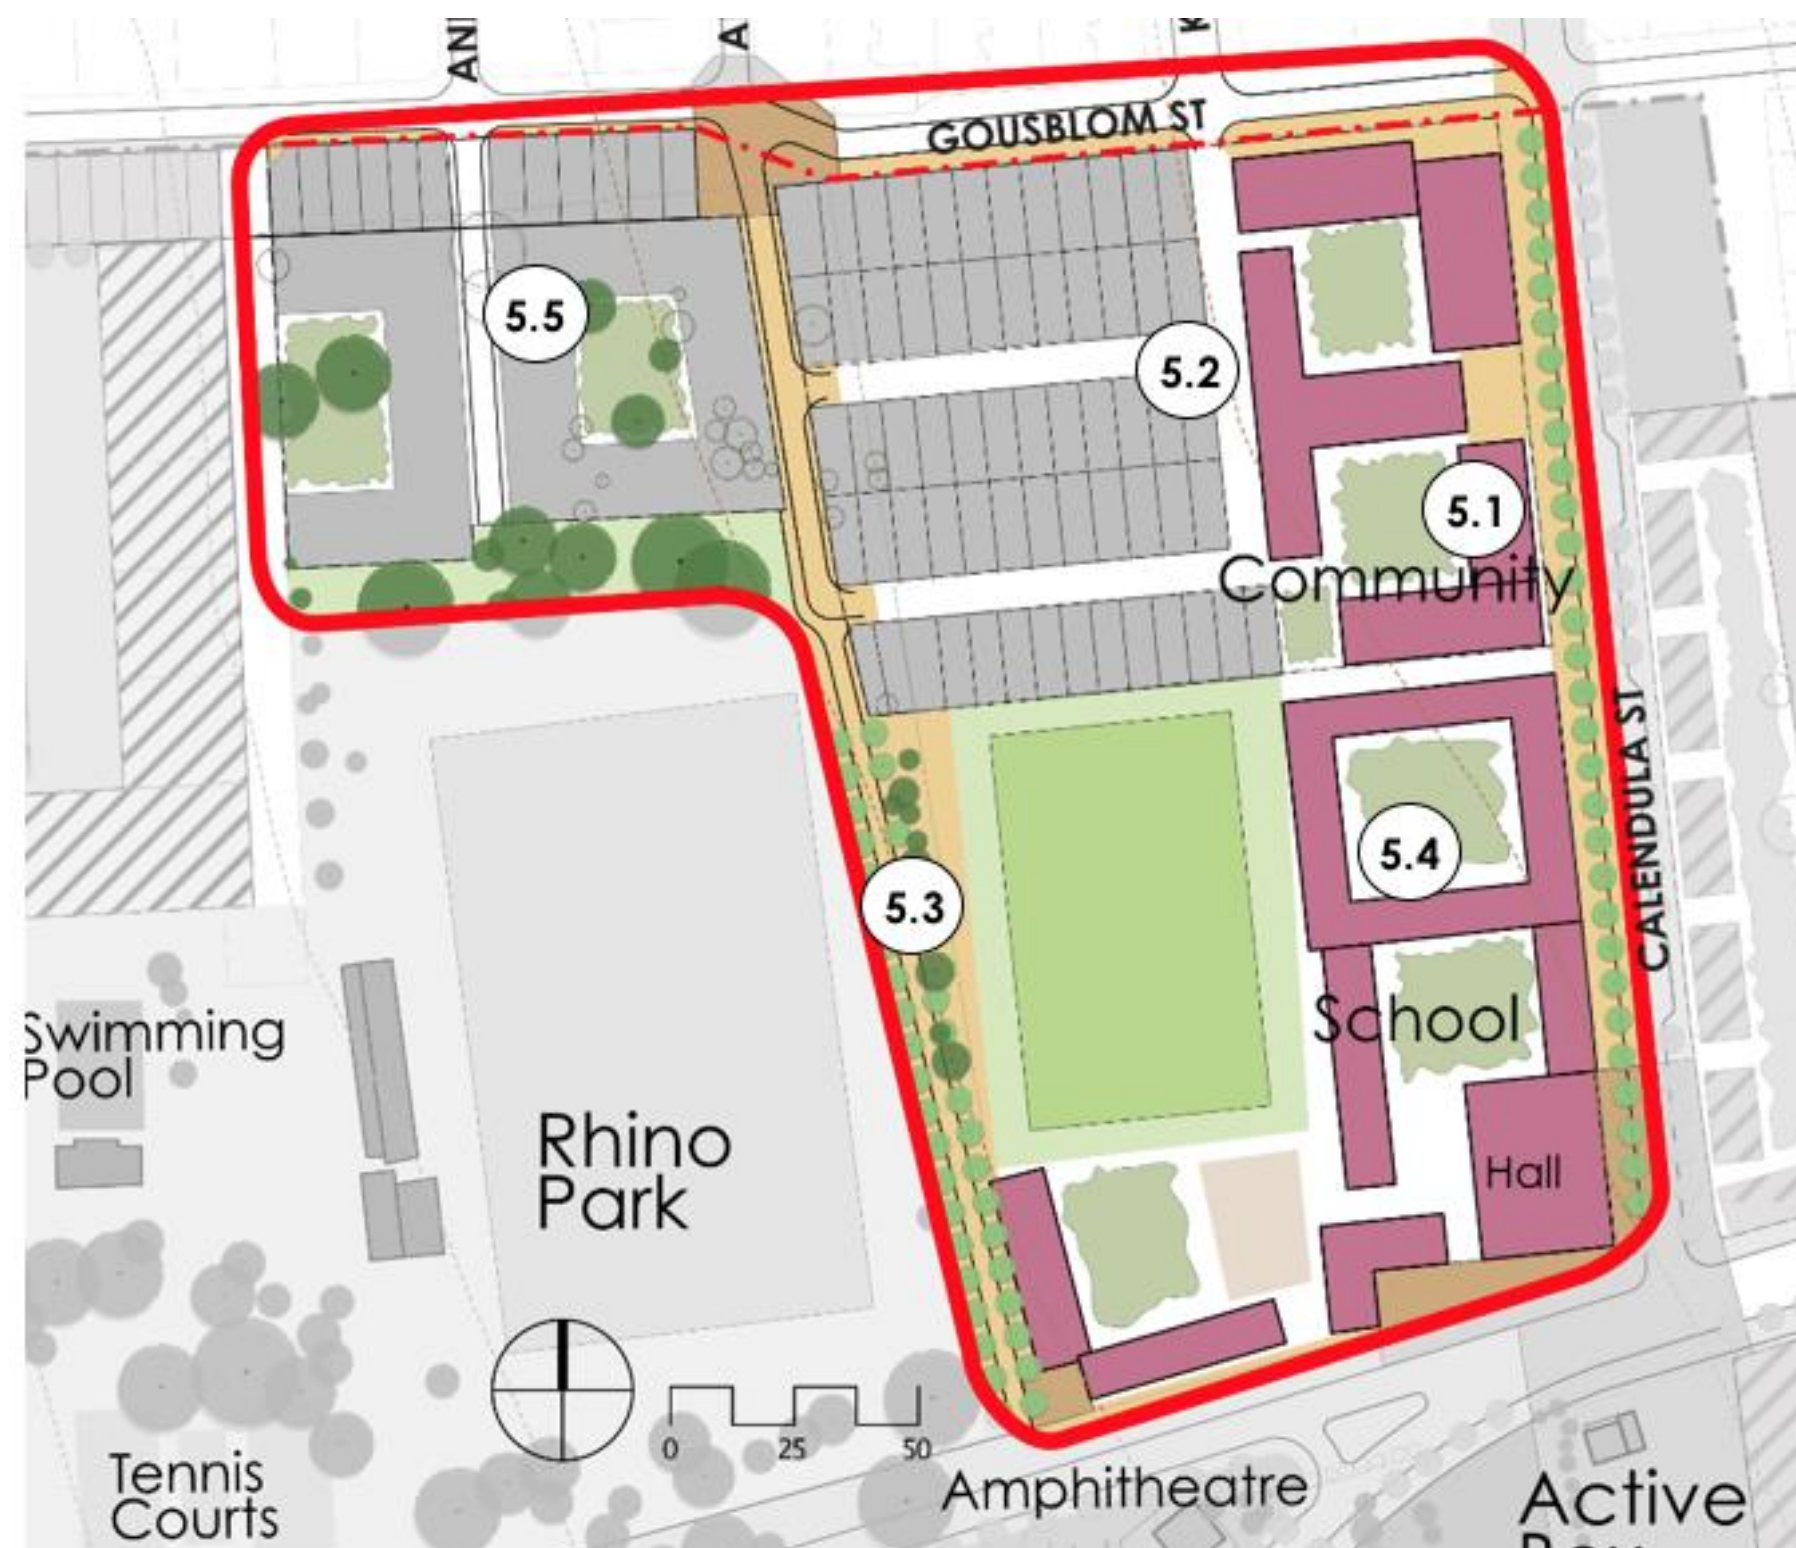 AN
A
K
GOUSBLOM ST
5.5
5.2
5.1
Community
CALENDULA ST
5.4
5.3
School
Swimming
Pool
Rhino
Park
Hall
0 25 50
Tennis
Courts
Amphitheatre
Active